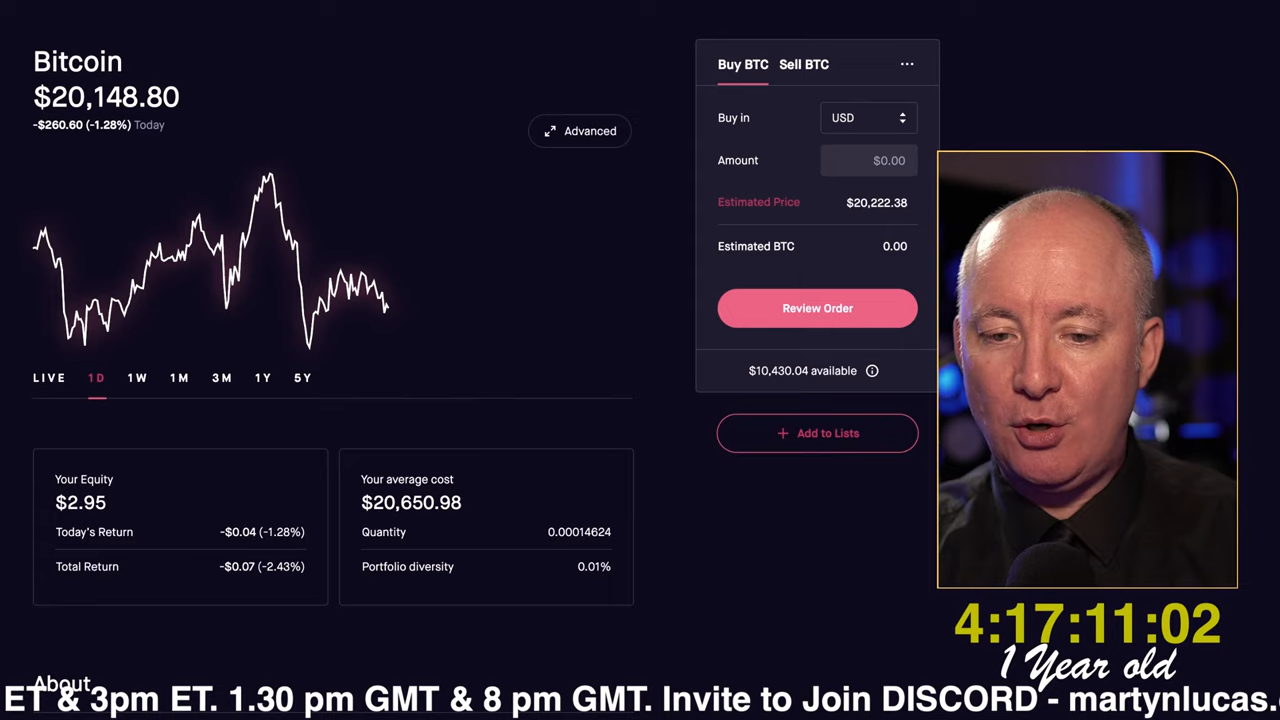 Bitcoin
$20,148.80
-$260.60 (-1.28%) Today
Advanced
LIVE 1D 1W 1M 3M 1Y 5Y
Your Equity
$2.95
Today's Return -$0.04 (-1.28%)
Total Return -$0.07 (-2.43%)
Your average cost
$20,650.98
Quantity 0.00014624
Portfolio diversity 0.01%
Buy BTC Sell BTC ...
Buy in USD
Amount $0.00
Estimated Price $20,222.38
Estimated BTC 0.00
Review Order
$10,430.04 available
+ Add to Lists
4:17:11:02
1 Year old
About
ET & 3pm ET. 1.30 pm GMT & 8 pm GMT. Invite to Join DISCORD - martynlucas.